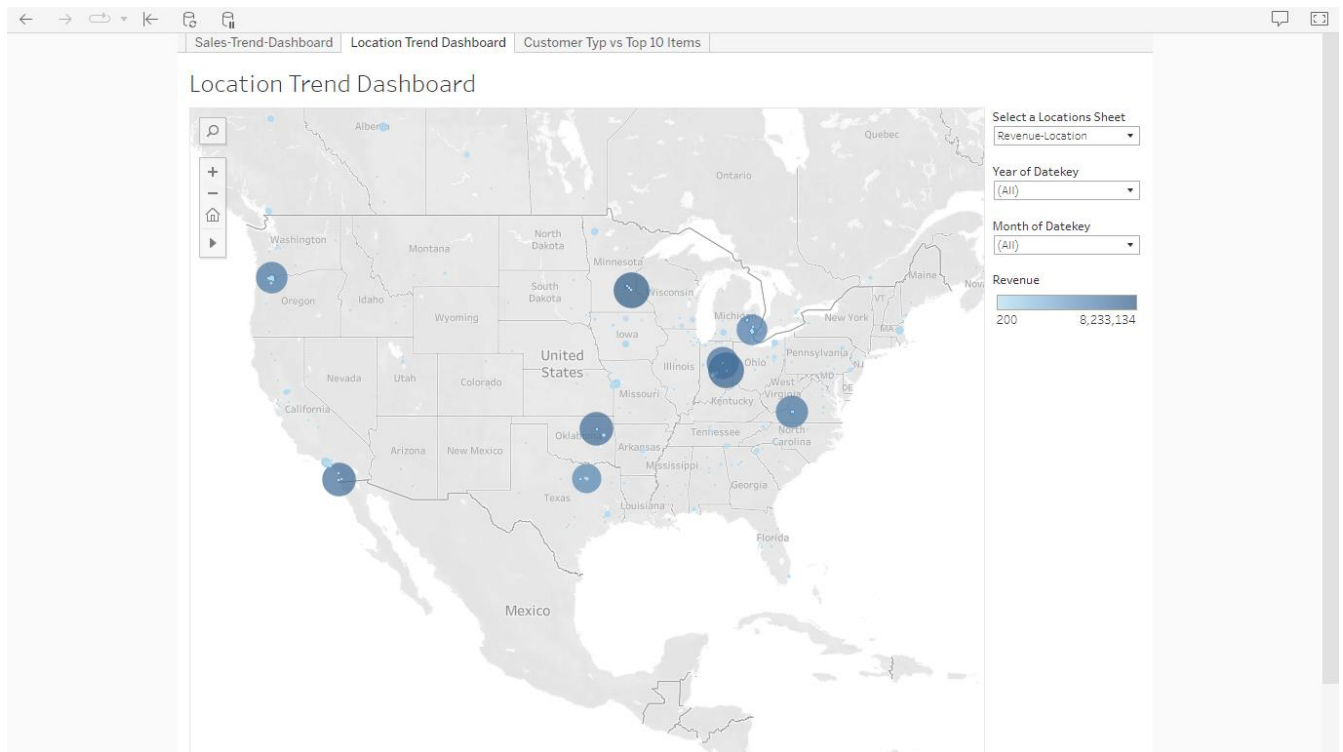 Sales-Trend-Dashboard Location Trend Dashboard Customer Typ vs Top 10 Items
Location Trend Dashboard
Select a Locations Sheet
Revenue-Location
Year of Datekey
(All)
Month of Datekey
(All)
Revenue
200 8,233,134
Alberta
Quebec
Ontario
Washington
North
Dakota
Montana
Minnesota
Maine
South
Dakota
Wisconsin
Oregon
Idaho
VT
Michi
New York
Wyoming
MA
Iowa
United
States
Illinois
Ohio
Pennsylvania
NJ
Nevada
Utah
Colorado
West
Virginia
MD
DE
Missouri
Kentucky
California
Oklah
Tennessee
North
Carolina
Arizona
New Mexico
Arkansas
Mississippi
Georgia
Texas
Louisiana
Florida
Mexico